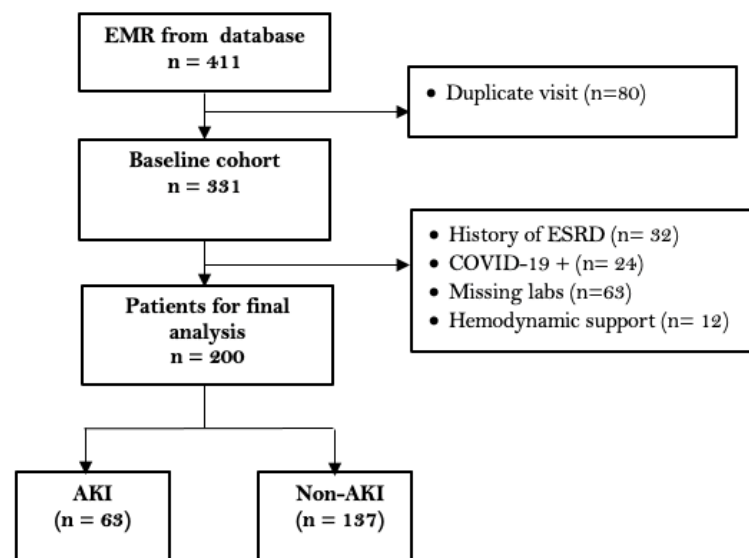 EMR from database
n = 411
• Duplicate visit (n=80)
Baseline cohort
n = 331
• History of ESRD (n= 32)
• COVID-19 + (n= 24)
• Missing labs (n=63)
• Hemodynamic support (n= 12)
Patients for final
analysis
n = 200
AKI
(n = 63)
Non-AKI
(n = 137)